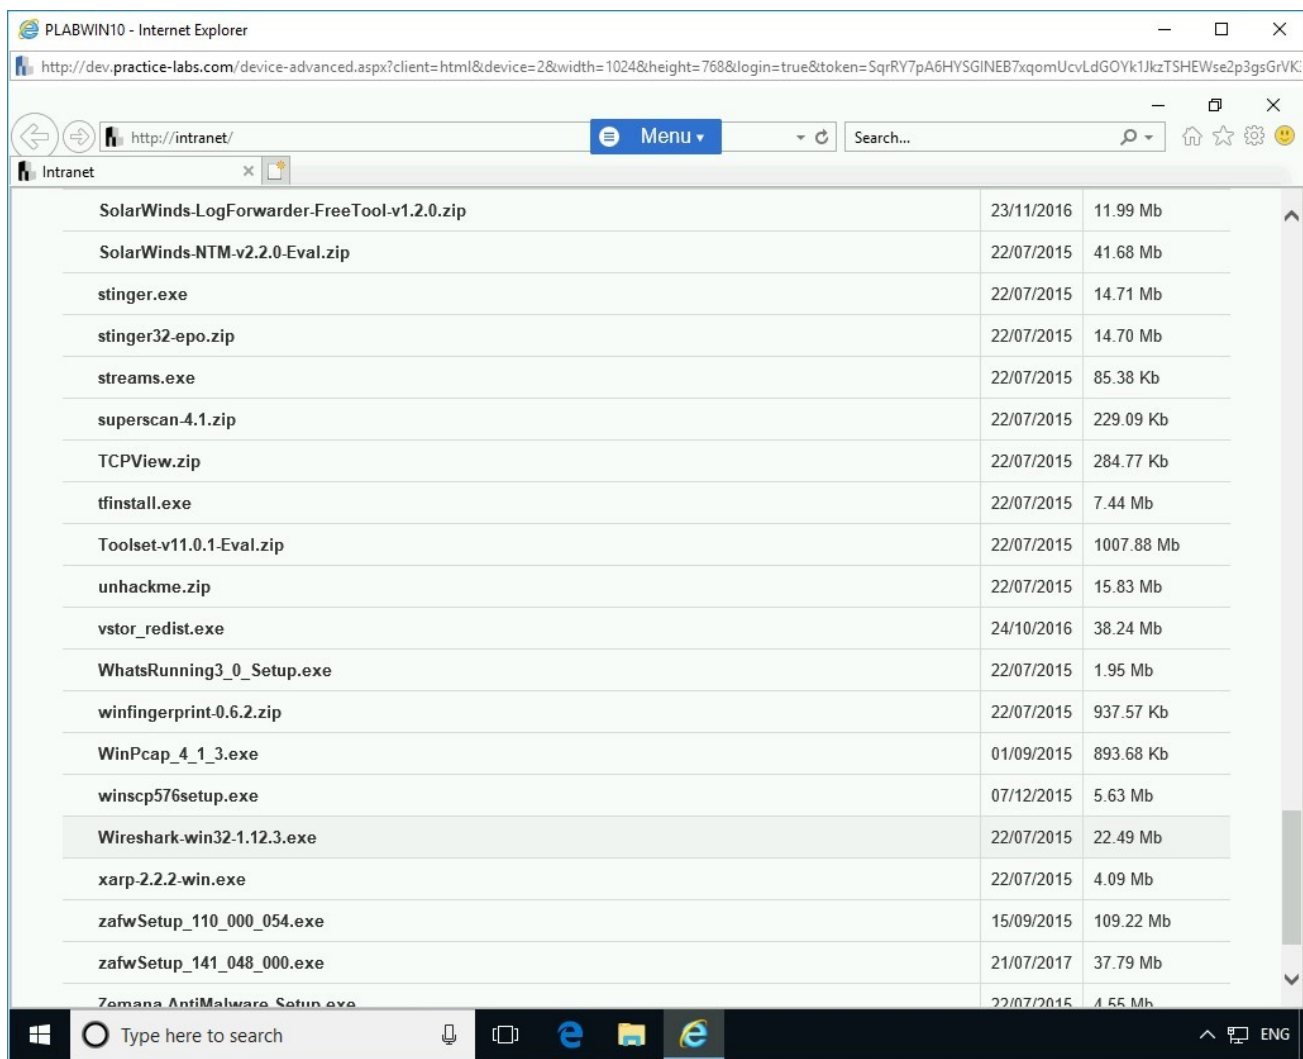 PLABWIN10 - Internet Explorer
http://dev.practice-labs.com/device-advanced.aspx?client=html&device=2&width=1024&height=768&login=true&token=SqrRY7pA6HYSGINEB7xqomUcvLdGOYk1JkzTSHEWse2p3gsGrVK
http://intranet/ Menu Search...
Intranet
SolarWinds-LogForwarder-FreeTool-v1.2.0.zip 23/11/2016 11.99 Mb
SolarWinds-NTM-v2.2.0-Eval.zip 22/07/2015 41.68 Mb
stinger.exe 22/07/2015 14.71 Mb
stinger32-epo.zip 22/07/2015 14.70 Mb
streams.exe 22/07/2015 85.38 Kb
superscan-4.1.zip 22/07/2015 229.09 Kb
TCPView.zip 22/07/2015 284.77 Kb
tfinstall.exe 22/07/2015 7.44 Mb
Toolset-v11.0.1-Eval.zip 22/07/2015 1007.88 Mb
unhackme.zip 22/07/2015 15.83 Mb
vstor_redist.exe 24/10/2016 38.24 Mb
WhatsRunning3_0_Setup.exe 22/07/2015 1.95 Mb
winfingerprint-0.6.2.zip 22/07/2015 937.57 Kb
WinPcap_4_1_3.exe 01/09/2015 893.68 Kb
winscp576setup.exe 07/12/2015 5.63 Mb
Wireshark-win32-1.12.3.exe 22/07/2015 22.49 Mb
xarp-2.2.2-win.exe 22/07/2015 4.09 Mb
zafwSetup_110_000_054.exe 15/09/2015 109.22 Mb
zafwSetup_141_048_000.exe 21/07/2017 37.79 Mb
Zemana.AntiMalware.Setup.exe 22/07/2015 4.55 Mb
Type here to search ENG